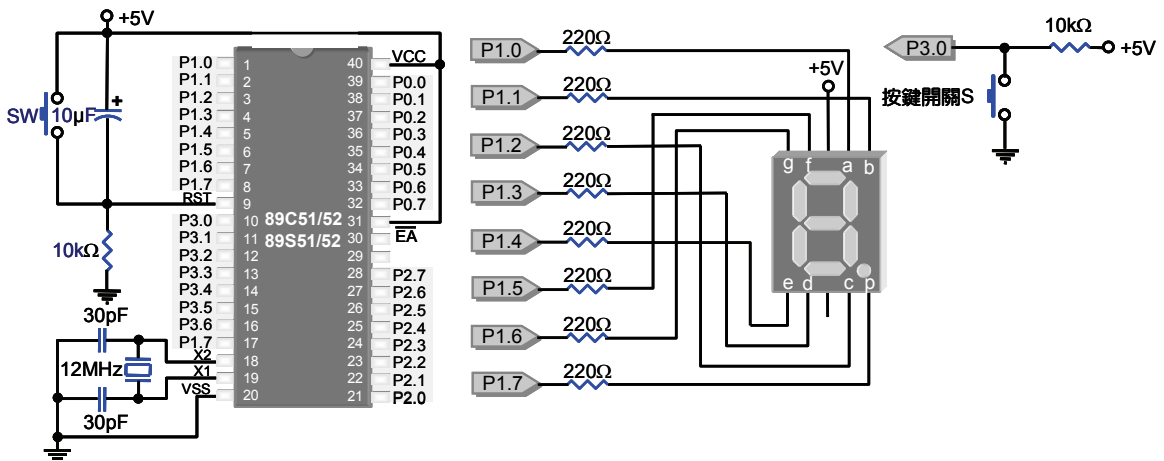 +5V
SW
10μF
+
10kΩ
30pF
12MHz
30pF
P1.0 1
P1.1 2
P1.2 3
P1.3 4
P1.4 5
P1.5 6
P1.6 7
P1.7 8
RST 9
P3.0 10
P3.1 11
P3.2 12
P3.3 13
P3.4 14
P3.5 15
P3.6 16
P1.7 17
X2 18
X1 19
VSS 20
89C51/52
89S51/52
40 VCC
39 P0.0
38 P0.1
37 P0.2
36 P0.3
35 P0.4
34 P0.5
33 P0.6
32 P0.7
31 EA
30
29
28 P2.7
27 P2.6
26 P2.5
25 P2.4
24 P2.3
23 P2.2
22 P2.1
21 P2.0
P1.0 220Ω
P1.1 220Ω
P1.2 220Ω
P1.3 220Ω
P1.4 220Ω
P1.5 220Ω
P1.6 220Ω
P1.7 220Ω
+5V
g f a b
e d c p
P3.0
10kΩ
+5V
按鍵開關S